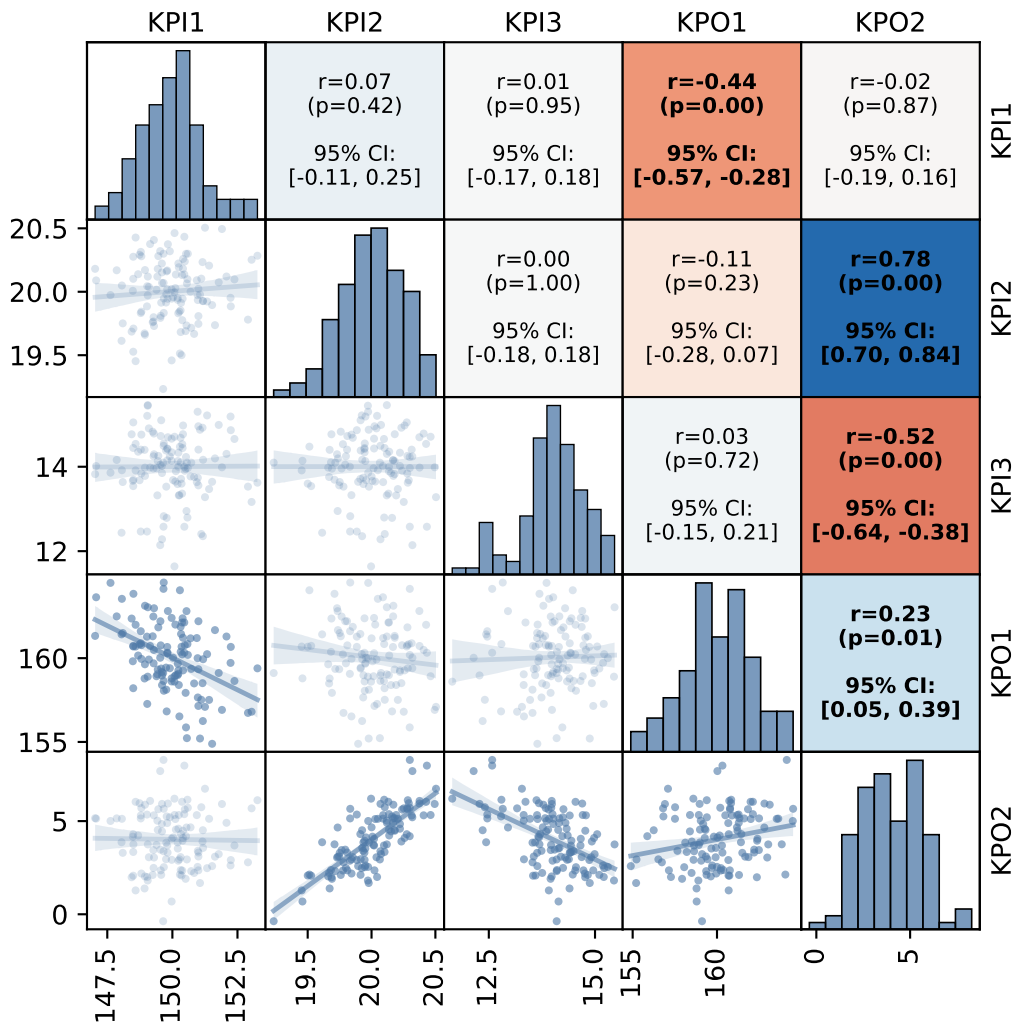 KPI1 KPI2 KPI3 KPO1 KPO2
r=0.07
(p=0.42)
95% CI:
[-0.11, 0.25]
r=0.01
(p=0.95)
95% CI:
[-0.17, 0.18]
r=-0.44
(p=0.00)
95% CI:
[-0.57, -0.28]
r=-0.02
(p=0.87)
95% CI:
[-0.19, 0.16]
KPI1
20.5
20.0
19.5
r=0.00
(p=1.00)
95% CI:
[-0.18, 0.18]
r=-0.11
(p=0.23)
95% CI:
[-0.28, 0.07]
r=0.78
(p=0.00)
95% CI:
[0.70, 0.84]
KPI2
14
12
r=0.03
(p=0.72)
95% CI:
[-0.15, 0.21]
r=-0.52
(p=0.00)
95% CI:
[-0.64, -0.38]
KPI3
160
155
r=0.23
(p=0.01)
95% CI:
[0.05, 0.39]
KPO1
5
0
KPO2
147.5 150.0 152.5 19.5 20.0 20.5 12.5 15.0 155 160 0 5